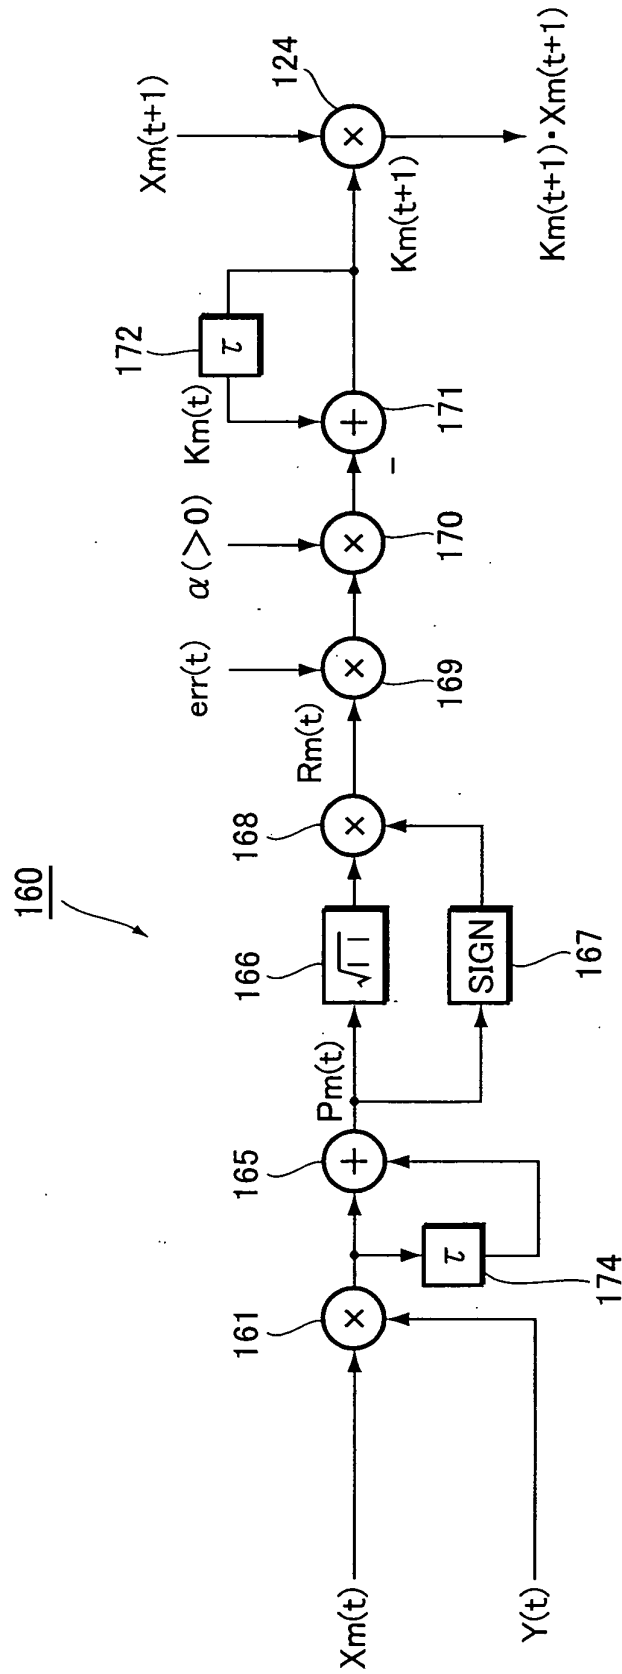 160
Xm(t)
Y(t)
161
×
τ
174
165
+
Pm(t)
166
√| |
SIGN
167
168
×
Rm(t)
err(t)
×
169
α(>0)
×
170
Km(t)
172
τ
+
171
−
Km(t+1)
Xm(t+1)
124
×
Km(t+1)·Xm(t+1)